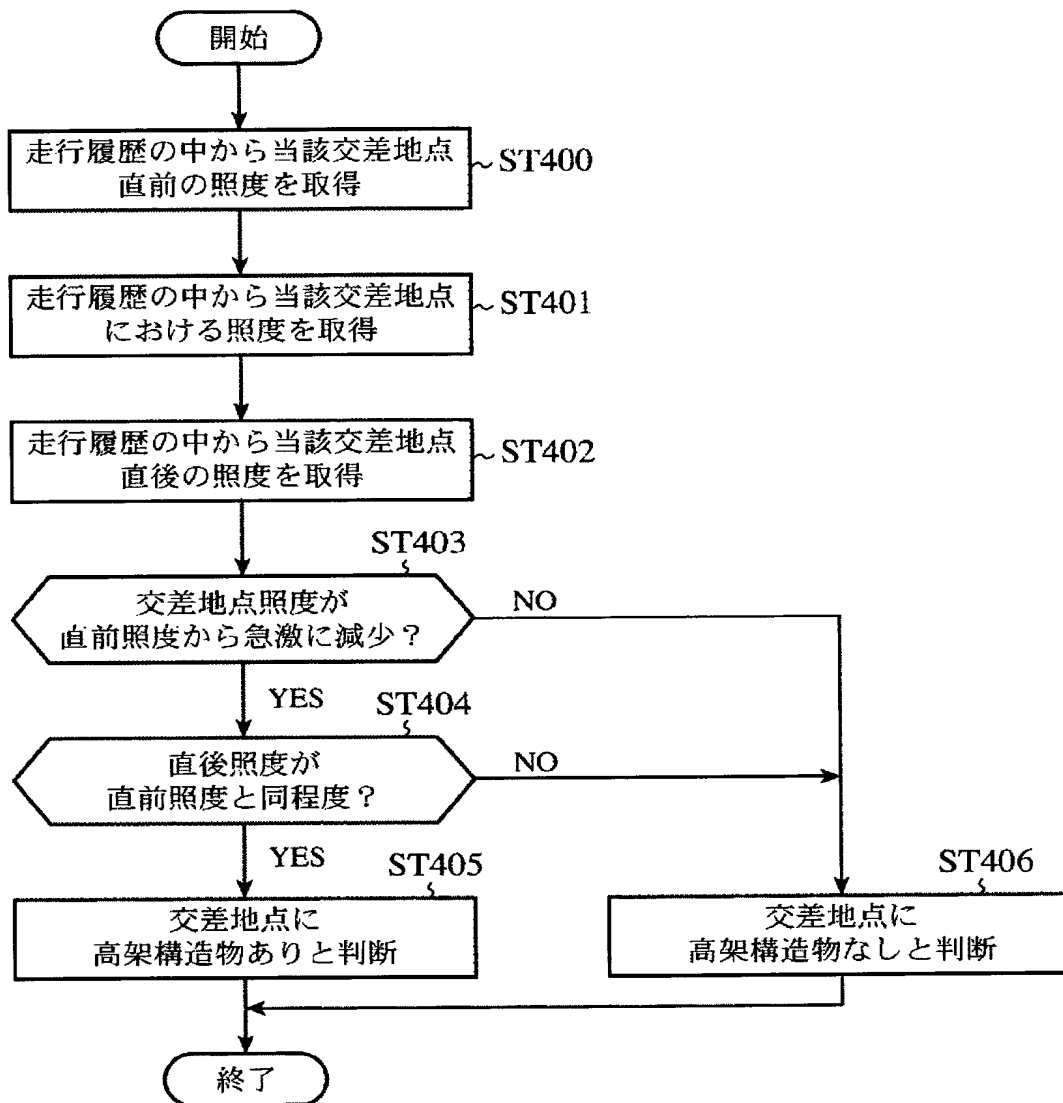 開始
走行履歴の中から当該交差地点
直前の照度を取得
~ST400
走行履歴の中から当該交差地点
における照度を取得
~ST401
走行履歴の中から当該交差地点
直後の照度を取得
~ST402
ST403
交差地点照度が
直前照度から急激に減少？
NO
YES
ST404
直後照度が
直前照度と同程度？
NO
YES
ST405
交差地点に
高架構造物ありと判断
ST406
交差地点に
高架構造物なしと判断
終了